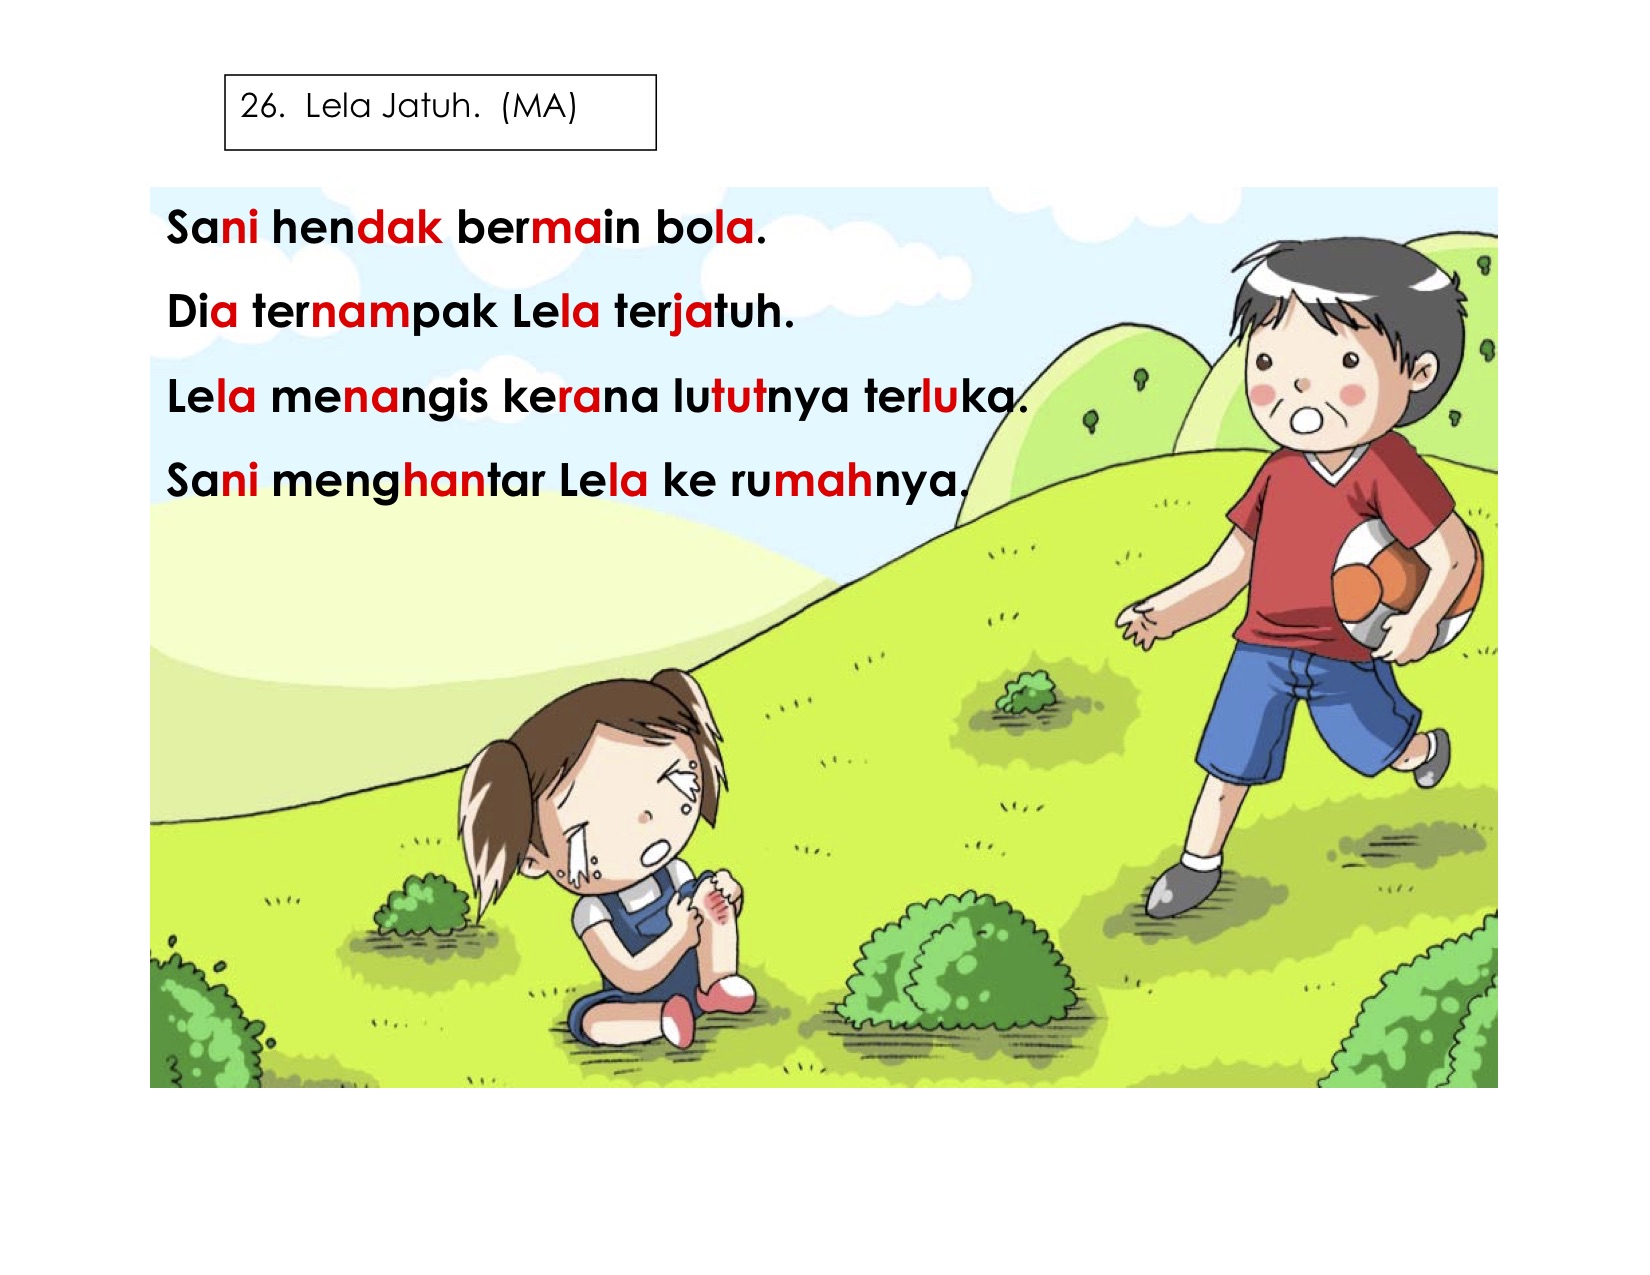 26.  Lela Jatuh.  (MA)
Sani hendak bermain bola.
Dia ternampak Lela terjatuh.
Lela menangis kerana lututnya terluka.
Sani menghantar Lela ke rumahnya.